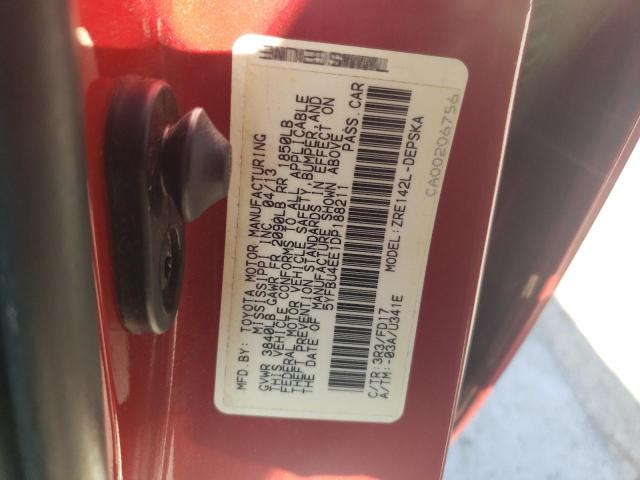 MFD. BY: TOYOTA MOTOR MANUFACTURING
MISSISSIPPI INC. 04/13
GVWR 3840LB GAWR FR 2090LB RR 1850LB
THIS VEHICLE CONFORMS TO ALL APPLICABLE
FEDERAL MOTOR VEHICLE SAFETY, BUMPER, AND
THEFT PREVENTION STANDARDS IN EFFECT ON
THE DATE OF MANUFACTURE SHOWN ABOVE.
5YFBU4EE1DP188211 PASS. CAR
C/TR: 3R3/FD17
A/TM: -03A/U341E
MODEL: ZRE142L-DEPSKA
CA00206756